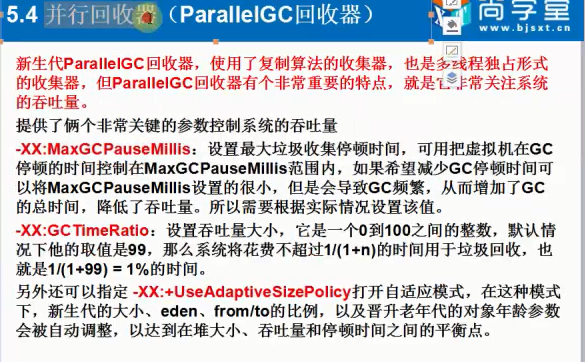 5.4 并行回收器（ParallelGC回收器）
尚学堂
www.bjsxt.cn
新生代ParallelGC回收器，使用了复制算法的收集器，也是多线程独占形式
的收集器，但ParallelGC回收器有个非常重要的特点，就是它非常关注系统
的吞吐量。
提供了俩个非常关键的参数控制系统的吞吐量
-XX:MaxGCPauseMillis：设置最大垃圾收集停顿时间，可用把虚拟机在GC
停顿的时间控制在MaxGCPauseMillis范围内，如果希望减少GC停顿时间可
以将MaxGCPauseMillis设置的很小，但是会导致GC频繁，从而增加了GC
的总时间，降低了吞吐量。所以需要根据实际情况设置该值。
-XX:GCTimeRatio：设置吞吐量大小，它是一个0到100之间的整数，默认情
况下他的取值是99，那么系统将花费不超过1/(1+n)的时间用于垃圾回收，也
就是1/(1+99) = 1%的时间。
另外还可以指定 -XX:+UseAdaptiveSizePolicy打开自适应模式，在这种模式
下，新生代的大小、eden、from/to的比例，以及晋升老年代的对象年龄参数
会被自动调整，以达到在堆大小、吞吐量和停顿时间之间的平衡点。